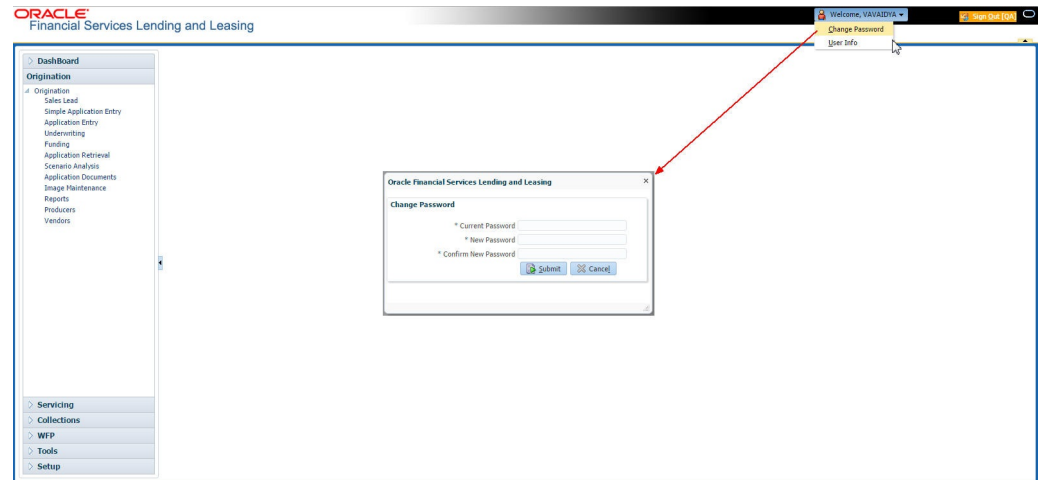 ORACLE®
Financial Services Lending and Leasing
Welcome, VAVAIDYA
Sign Out [QA]
Change Password
User Info
DashBoard
Origination
Origination
Sales Lead
Simple Application Entry
Application Entry
Underwriting
Funding
Application Retrieval
Scenario Analysis
Application Documents
Image Maintenance
Reports
Producers
Vendors
Servicing
Collections
WFP
Tools
Setup
Oracle Financial Services Lending and Leasing
Change Password
* Current Password
* New Password
* Confirm New Password
Submit
Cancel